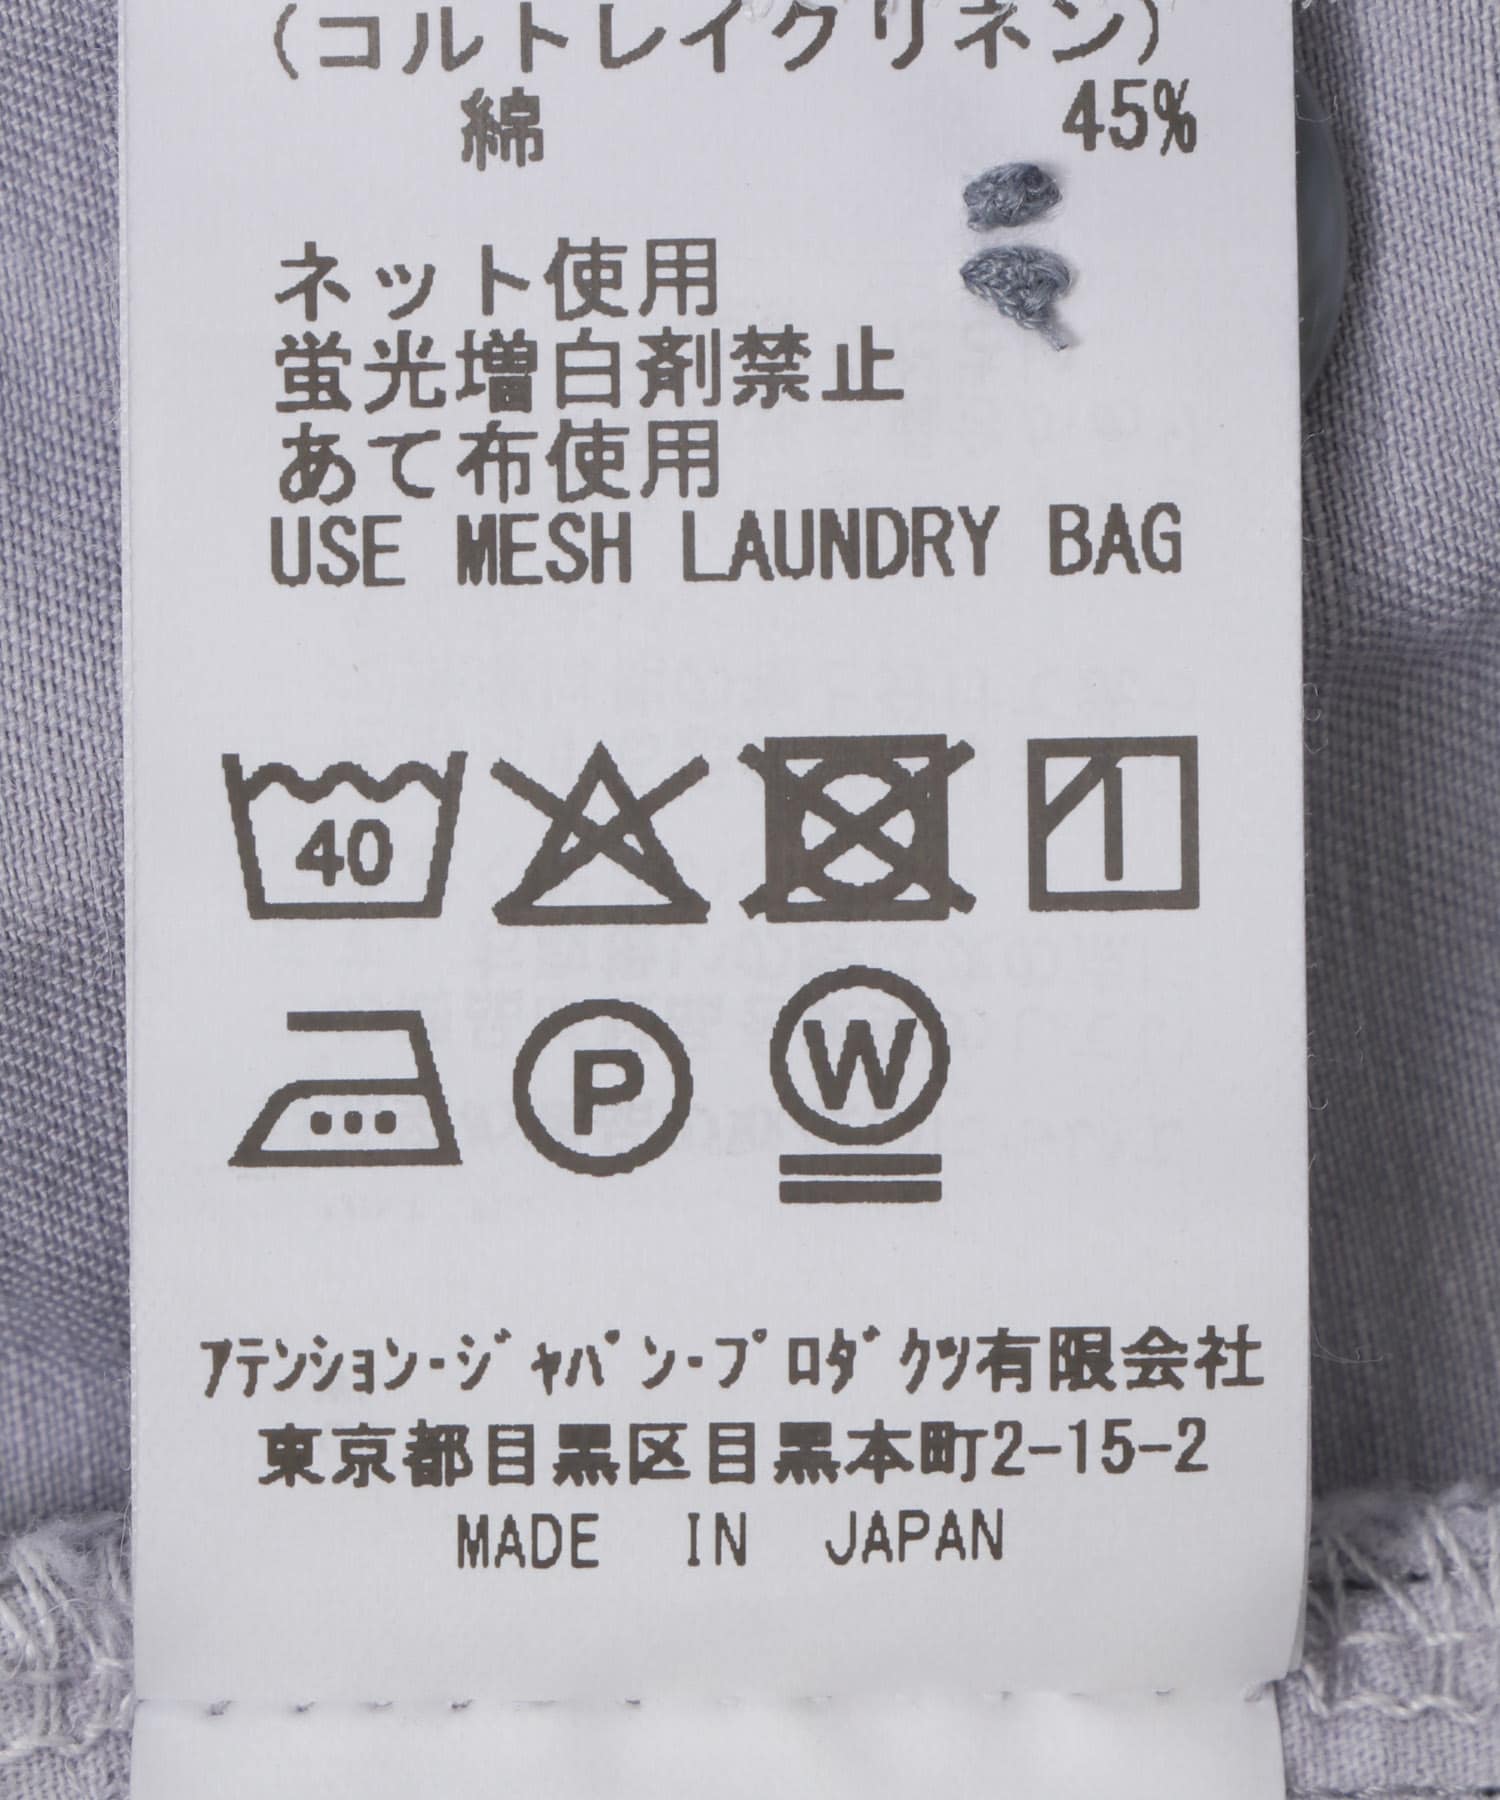 (コルトレイクリネン)
綿 45%
ネット使用
蛍光増白剤禁止
あて布使用
USE MESH LAUNDRY BAG
40
P
W
ｱﾃﾝｼｮﾝ･ｼﾞｬﾊﾟﾝ･ﾌﾟﾛﾀﾞｸﾂ有限会社
東京都目黒区目黒本町2-15-2
MADE IN JAPAN